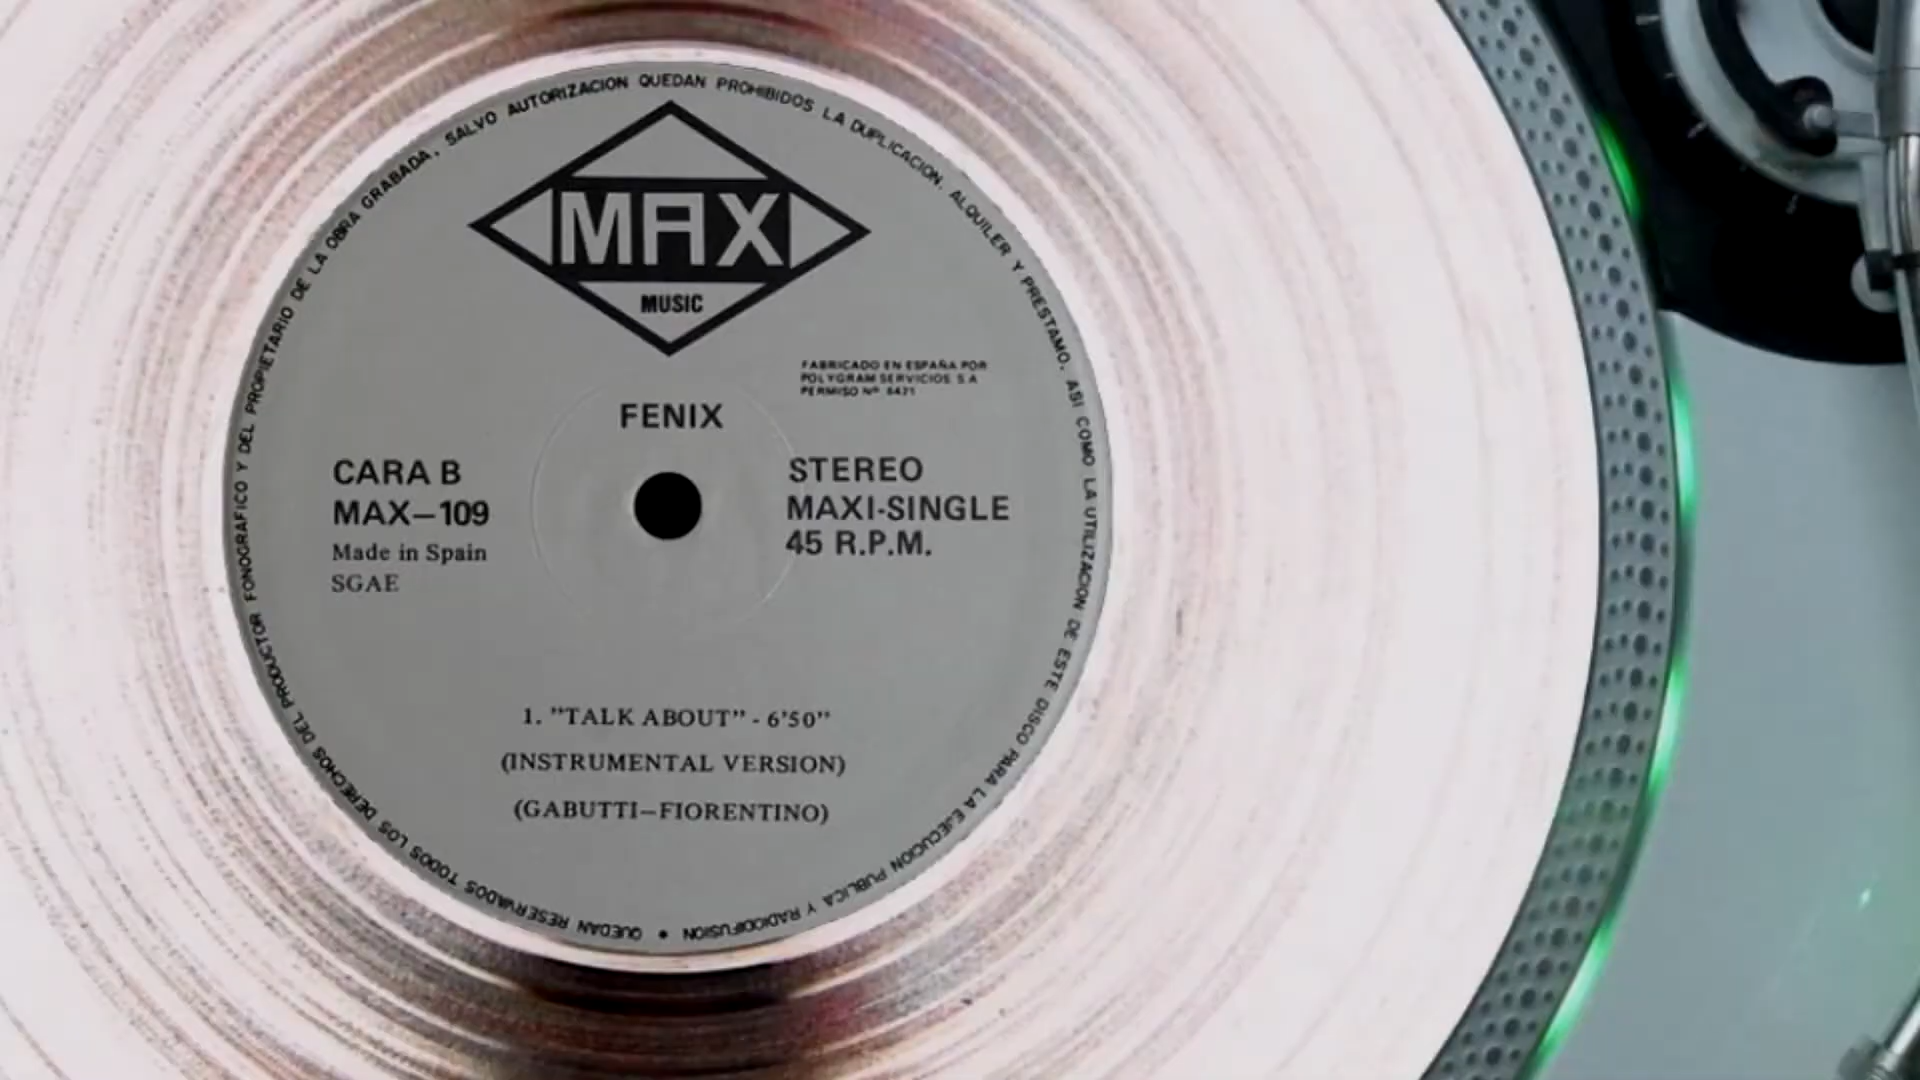 QUEDAN RESERVADOS TODOS LOS DERECHOS DEL PRODUCTOR FONOGRAFICO Y DEL PROPIETARIO DE LA OBRA GRABADA, SALVO AUTORIZACION QUEDAN PROHIBIDOS LA DUPLICACION, ALQUILER Y PRESTAMO, ASI COMO LA UTILIZACION DE ESTE DISCO PARA LA EJECUCION PUBLICA Y RADIODIFUSION •
MAX
MUSIC
FABRICADO EN ESPAÑA POR
POLYGRAM SERVICIOS S.A
PERMISO Nº 6421
FENIX
CARA B
MAX–109
Made in Spain
SGAE
STEREO
MAXI-SINGLE
45 R.P.M.
1. ”TALK ABOUT” - 6’50”
(INSTRUMENTAL VERSION)
(GABUTTI–FIORENTINO)